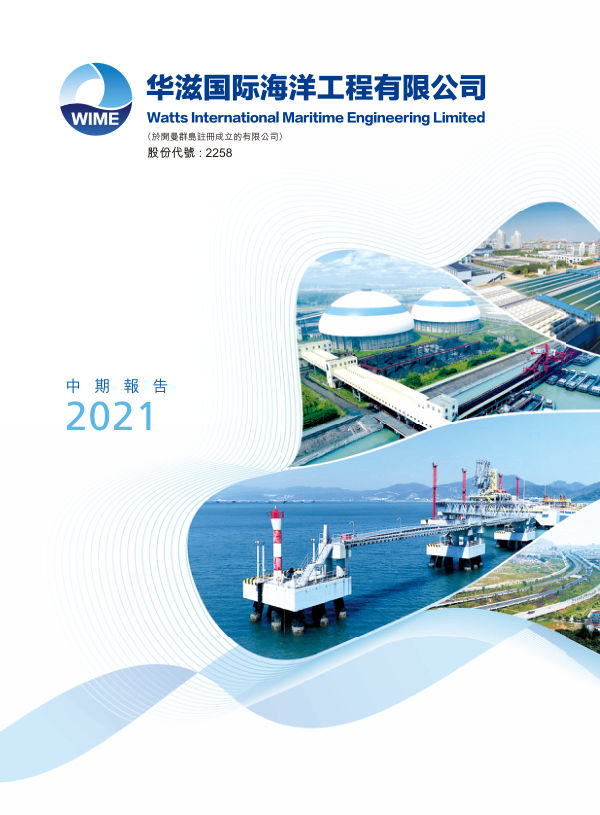 WIME
华滋国际海洋工程有限公司
Watts International Maritime Engineering Limited
（於開曼群島註冊成立的有限公司）
股份代號 : 2258
中期報告
2021